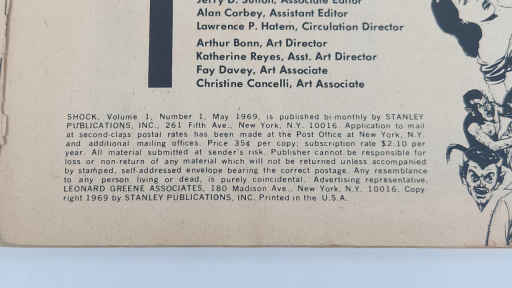 Jerry D. Sutton, Associate Editor
Alan Corbey, Assistant Editor
Lawrence P. Hatem, Circulation Director
Arthur Bonn, Art Director
Katherine Reyes, Asst. Art Director
Fay Davey, Art Associate
Christine Cancelli, Art Associate
SHOCK, Volume 1, Number 1, May 1969, is published bi-monthly by STANLEY
PUBLICATIONS, INC., 261 Fifth Ave., New York, N.Y. 10016. Application to mail
at second-class postal rates has been made at the Post Office at New York, N.Y.
and additional mailing offices. Price 35¢ per copy; subscription rate $2.10 per
year. All material submitted at sender's risk. Publisher cannot be responsible for
loss or non-return of any material which will not be returned unless accompanied
by stamped, self-addressed envelope bearing the correct postage. Any resemblance
to any person, living or dead, is purely coincidental. Advertising representative,
LEONARD GREENE ASSOCIATES, 180 Madison Ave., New York, N.Y. 10016. Copy
right 1969 by STANLEY PUBLICATIONS, INC. Printed in the U.S.A.